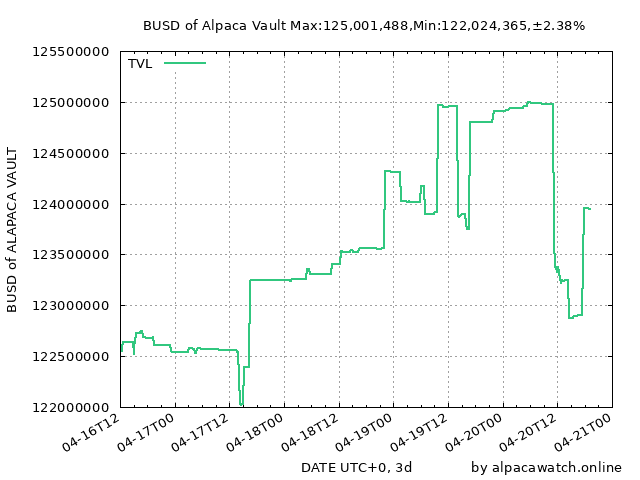 BUSD of Alpaca Vault Max:125,001,488,Min:122,024,365,±2.38%
TVL
BUSD of ALAPACA VAULT
125500000
125000000
124500000
124000000
123500000
123000000
122500000
122000000
04-16T12
04-17T00
04-17T12
04-18T00
04-18T12
04-19T00
04-19T12
04-20T00
04-20T12
04-21T00
DATE UTC+0, 3d
by alpacawatch.online